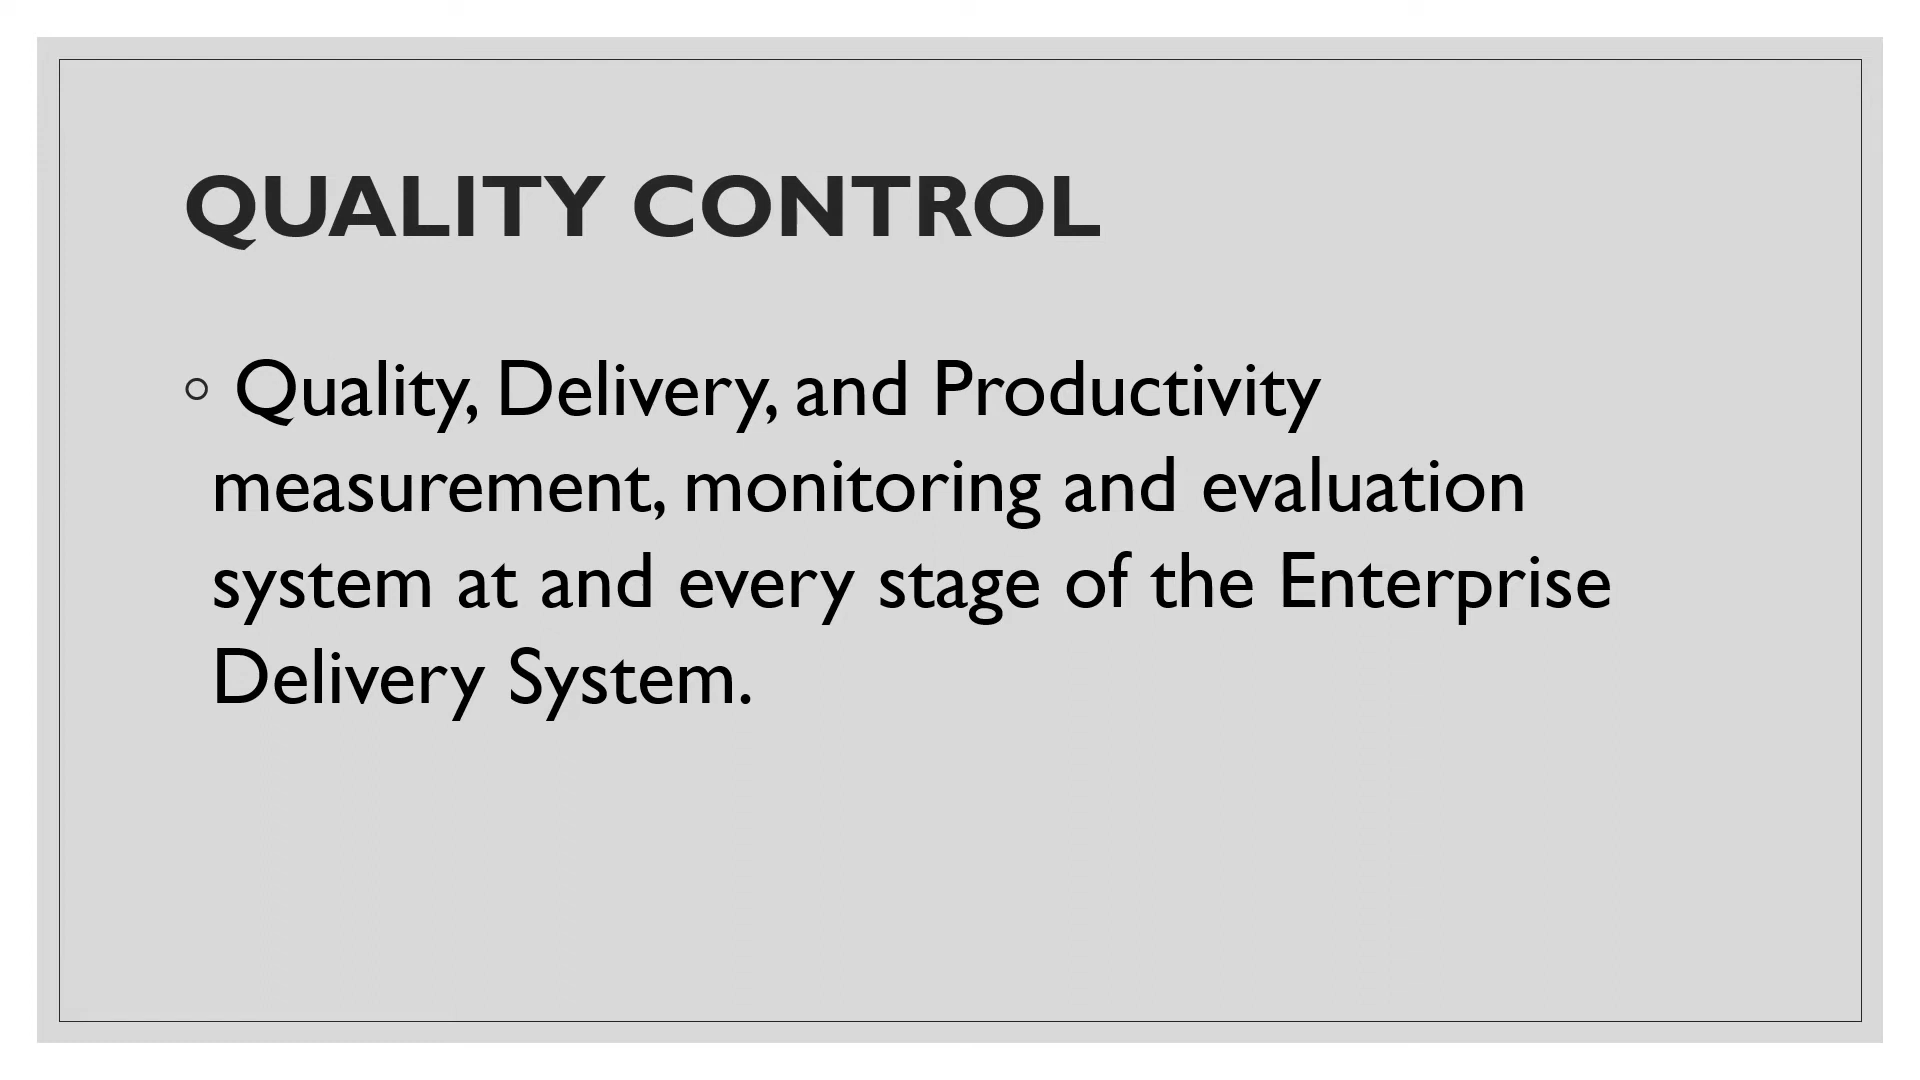 QUALITY CONTROL
◦ Quality, Delivery, and Productivity
measurement, monitoring and evaluation
system at and every stage of the Enterprise
Delivery System.